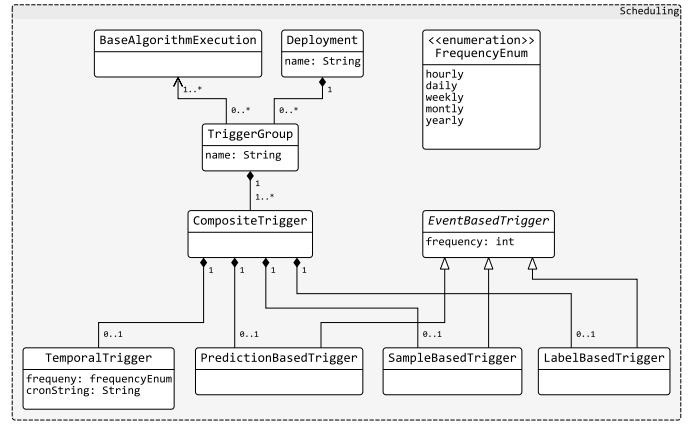 Scheduling
BaseAlgorithmExecution
Deployment
name: String
<<enumeration>>
FrequencyEnum
hourly
daily
weekly
montly
yearly
1..*
1
0..*
0..*
TriggerGroup
name: String
1
1..*
CompositeTrigger
EventBasedTrigger
frequency: int
1
1
1
1
0..1
0..1
0..1
0..1
TemporalTrigger
frequeny: frequencyEnum
cronString: String
PredictionBasedTrigger
SampleBasedTrigger
LabelBasedTrigger